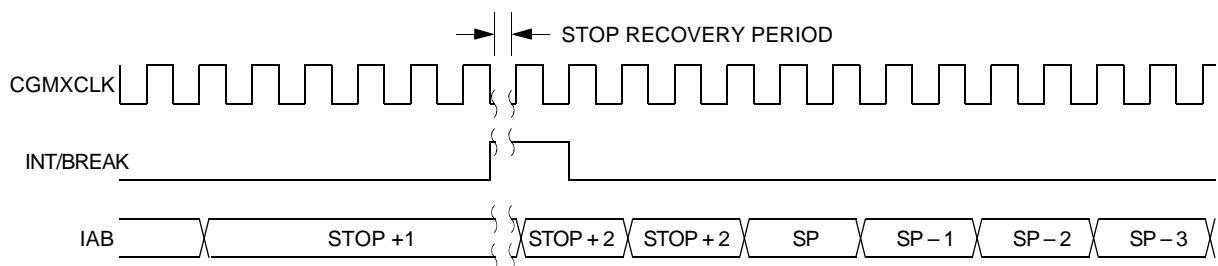 STOP RECOVERY PERIOD
CGMXCLK
INT/BREAK
IAB STOP +1 STOP + 2 STOP + 2 SP SP – 1 SP – 2 SP – 3